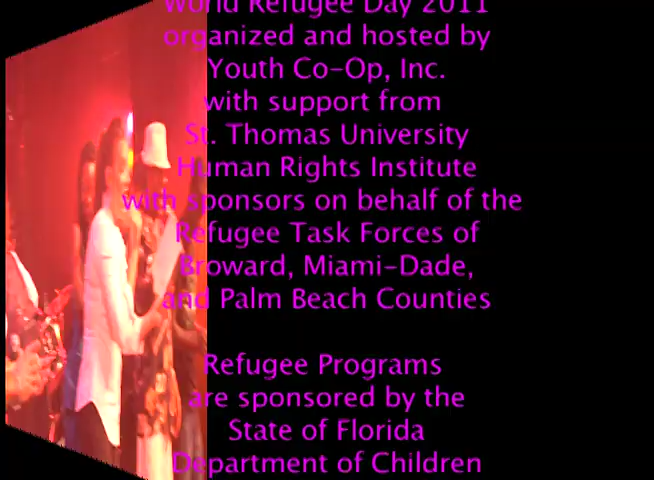 World Refugee Day 2011
organized and hosted by
Youth Co-Op, Inc.
with support from
St. Thomas University
Human Rights Institute
with sponsors on behalf of the
Refugee Task Forces of
Broward, Miami-Dade,
and Palm Beach Counties
Refugee Programs
are sponsored by the
State of Florida
Department of Children